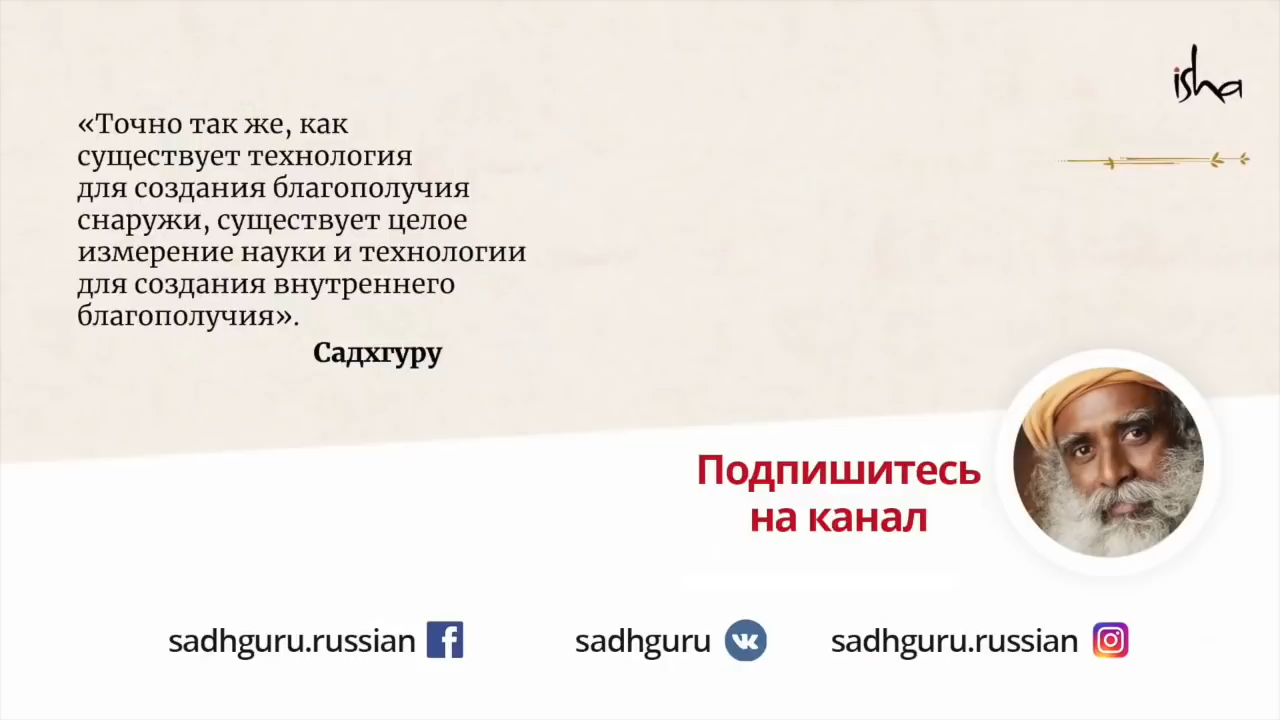 isha
«Точно так же, как
существует технология
для создания благополучия
снаружи, существует целое
измерение науки и технологии
для создания внутреннего
благополучия».
Садхгуру
Подпишитесь
на канал
sadhguru.russian f
sadhguru
sadhguru.russian